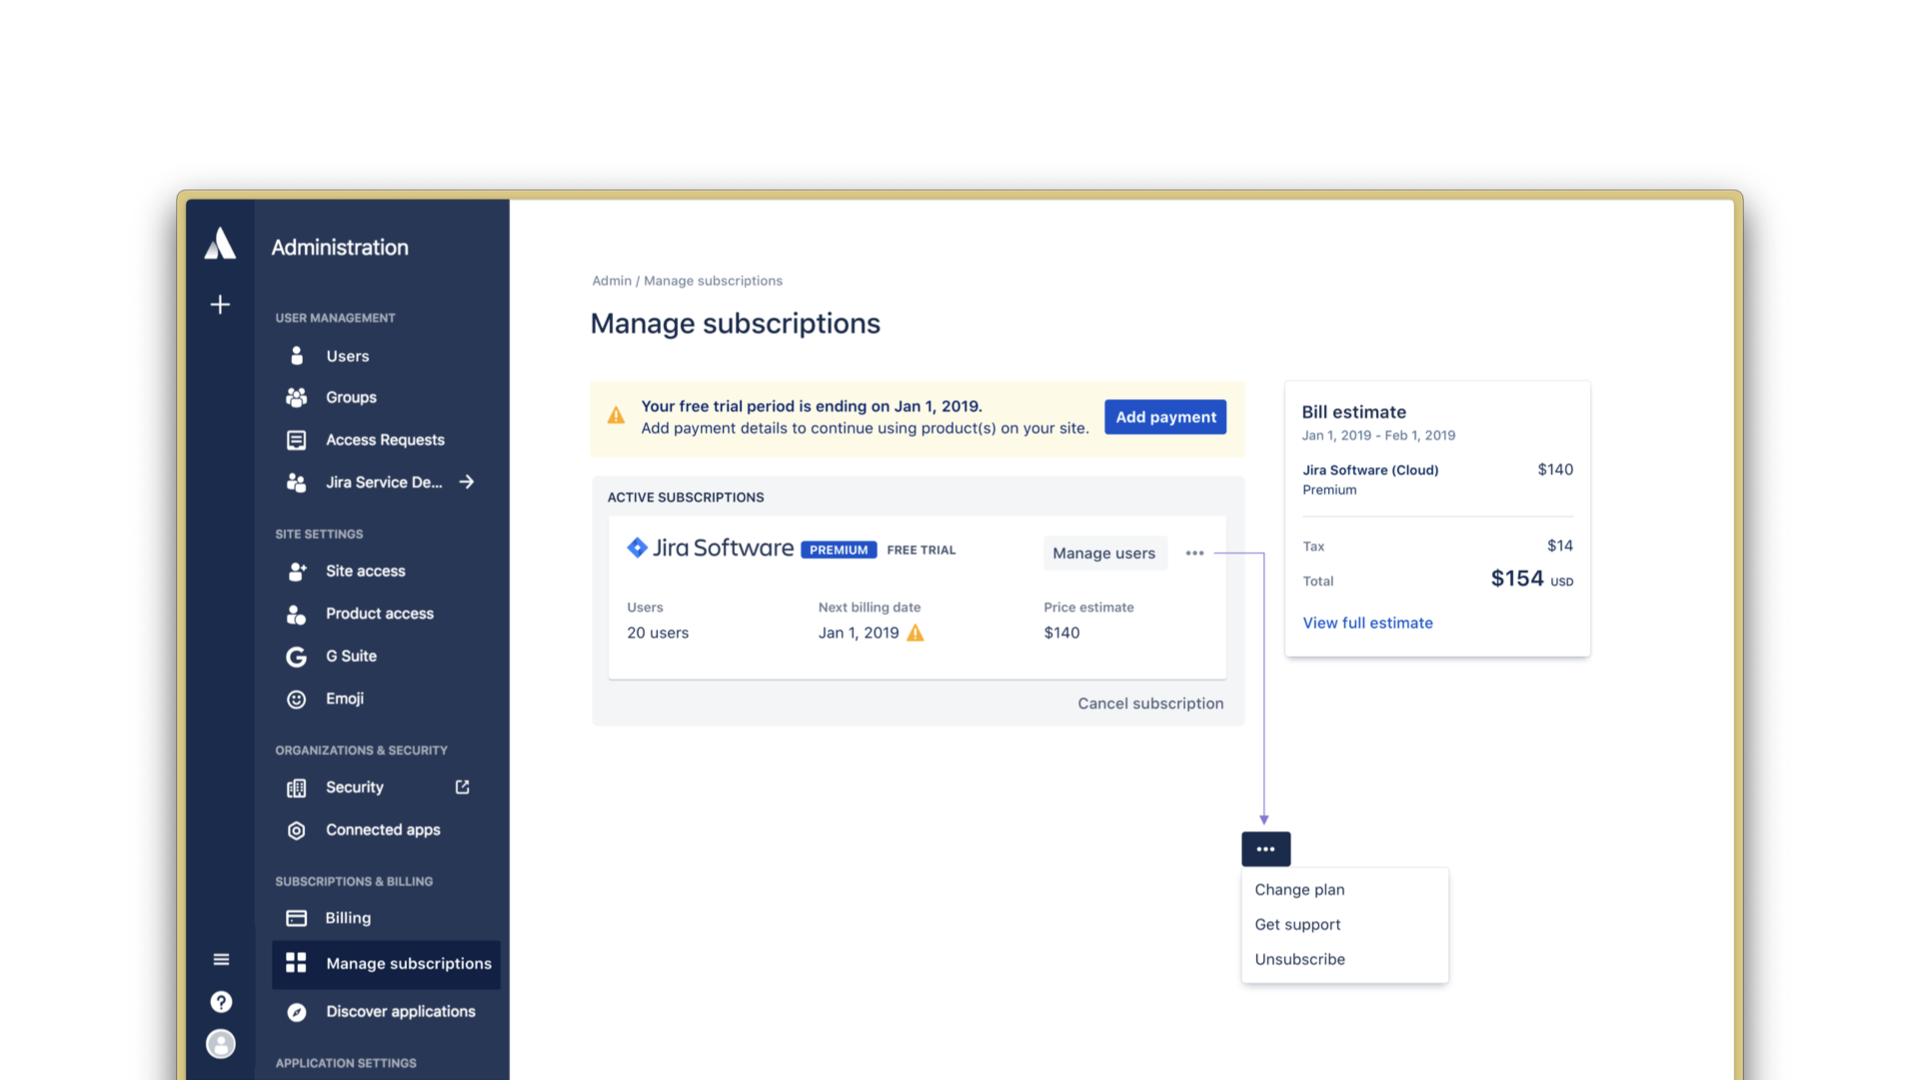 Administration
USER MANAGEMENT
Users
Groups
Access Requests
Jira Service De...
SITE SETTINGS
Site access
Product access
G Suite
Emoji
ORGANIZATIONS & SECURITY
Security
Connected apps
SUBSCRIPTIONS & BILLING
Billing
Manage subscriptions
Discover applications
APPLICATION SETTINGS
Admin / Manage subscriptions
Manage subscriptions
Your free trial period is ending on Jan 1, 2019.
Add payment details to continue using product(s) on your site.
Add payment
ACTIVE SUBSCRIPTIONS
Jira Software PREMIUM FREE TRIAL
Manage users
Users
20 users
Next billing date
Jan 1, 2019
Price estimate
$140
Cancel subscription
Bill estimate
Jan 1, 2019 - Feb 1, 2019
Jira Software (Cloud) $140
Premium
Tax $14
Total $154 USD
View full estimate
Change plan
Get support
Unsubscribe